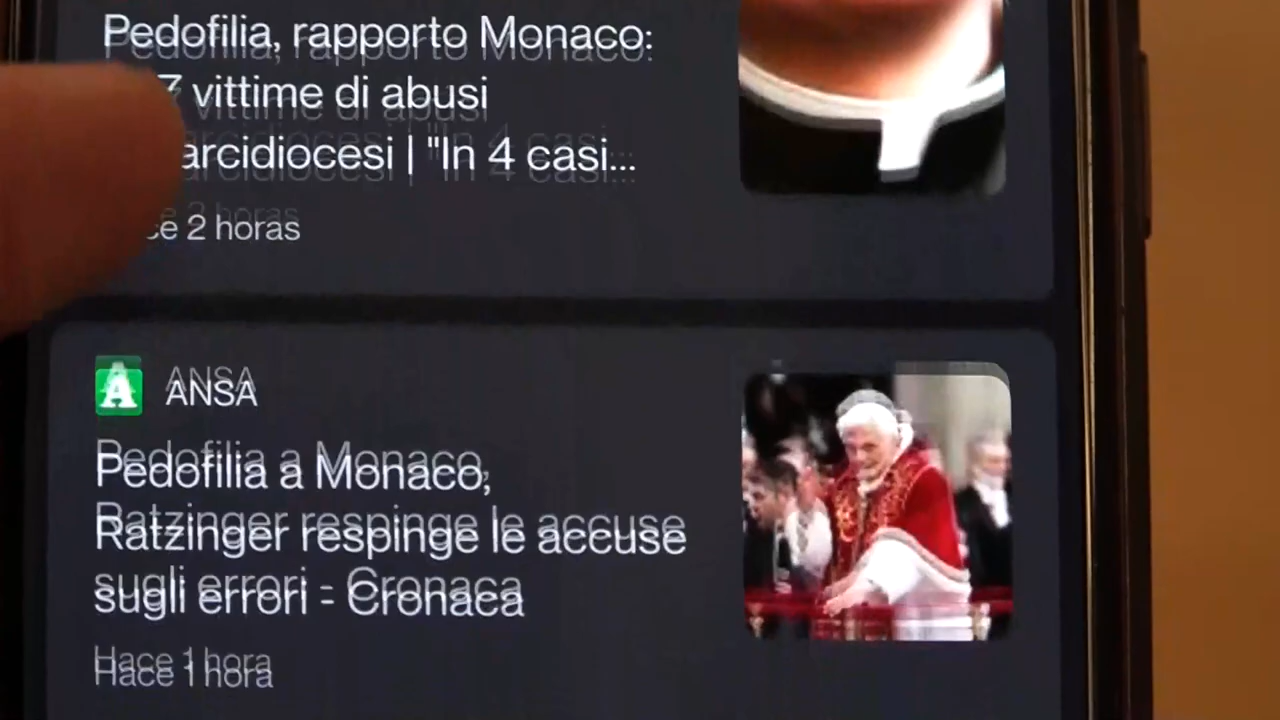 Pedofilia, rapporto Monaco:
7 vittime di abusi
arcidiocesi | "In 4 casi...
2 horas
A ANSA
Pedofilia a Monaco,
Ratzinger respinge le accuse
sugli errori - Cronaca
Hace 1 hora